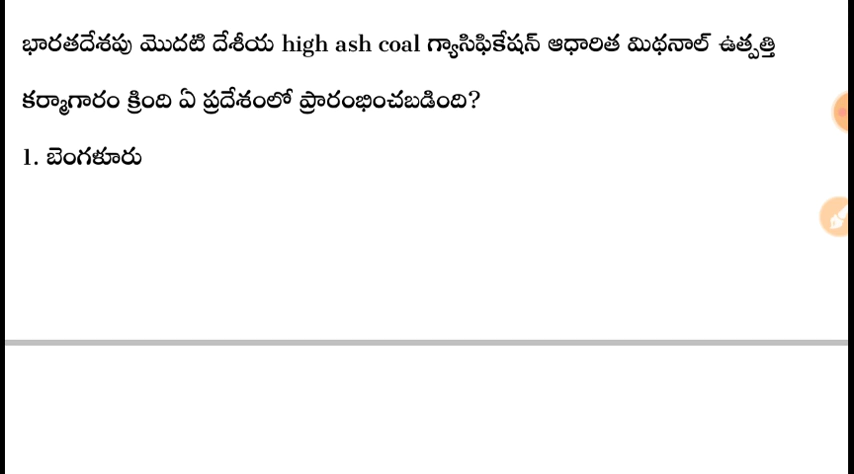 భారతదేశపు మొదటి దేశీయ high ash coal గ్యాసిఫికేషన్ ఆధారిత మిథనాల్ ఉత్పత్తి
కర్మాగారం క్రింది ఏ ప్రదేశంలో ప్రారంభించబడింది?
1. బెంగళూరు